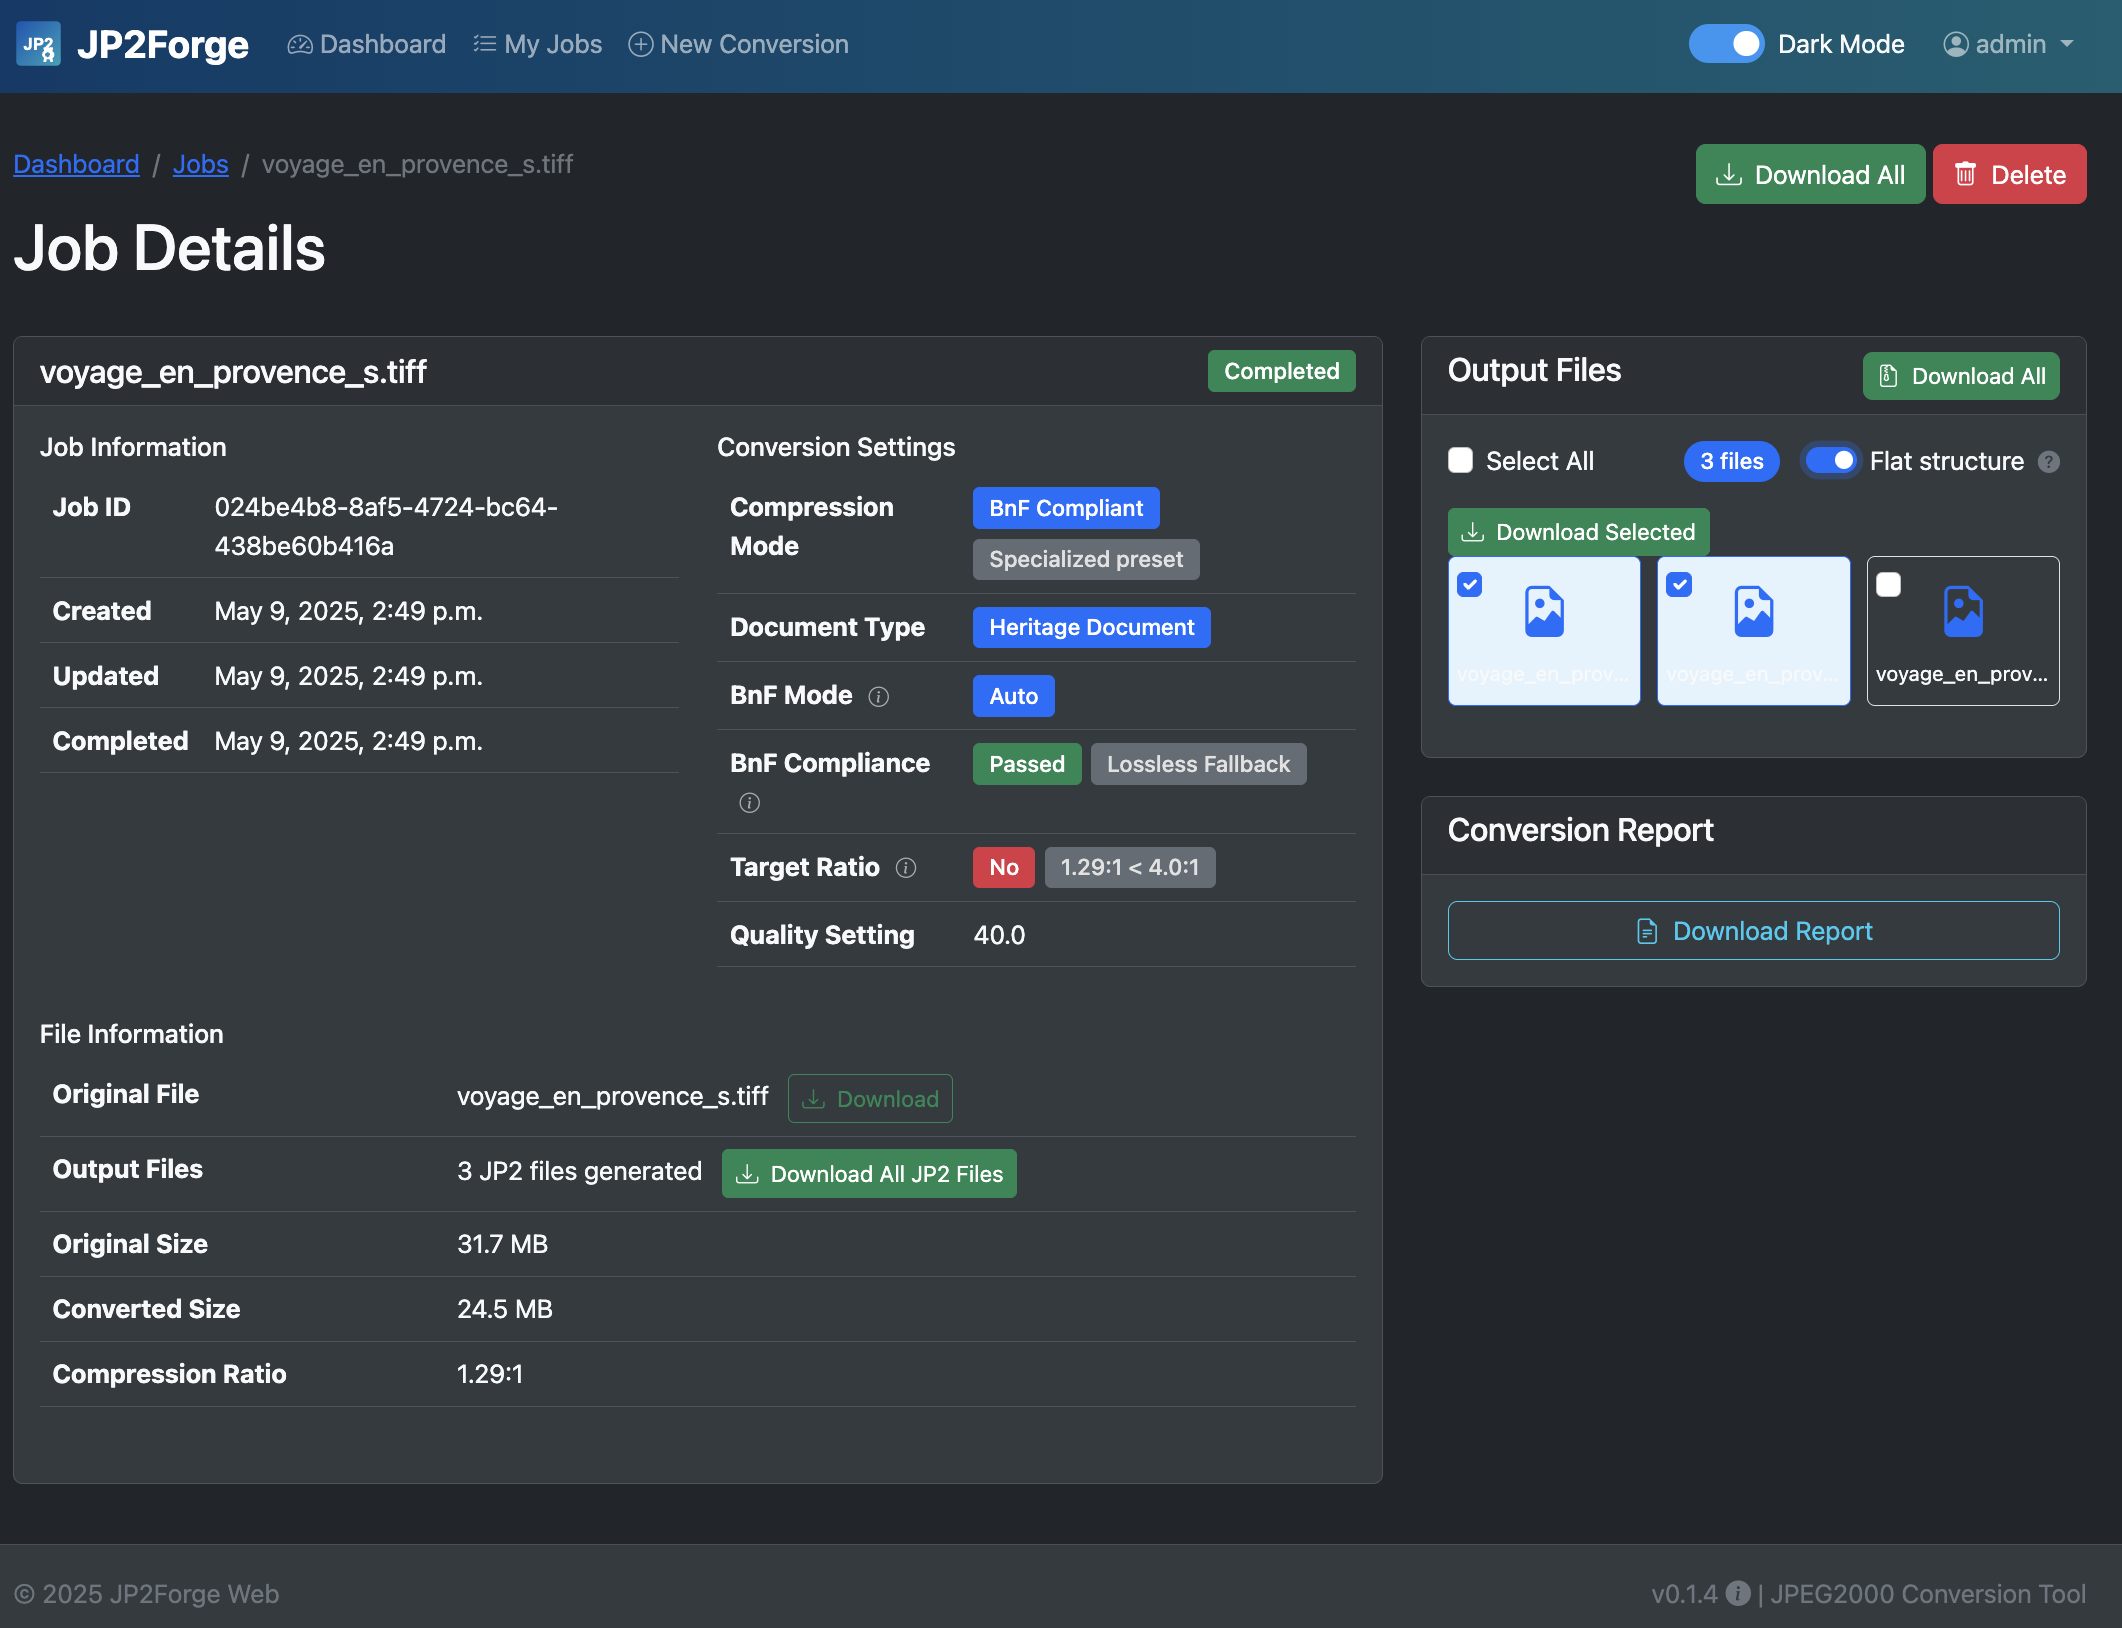 JP2 JP2Forge Dashboard My Jobs New Conversion Dark Mode admin
Dashboard / Jobs / voyage_en_provence_s.tiff
Download All Delete
Job Details
voyage_en_provence_s.tiff Completed
Job Information
Job ID 024be4b8-8af5-4724-bc64-
438be60b416a
Created May 9, 2025, 2:49 p.m.
Updated May 9, 2025, 2:49 p.m.
Completed May 9, 2025, 2:49 p.m.
Conversion Settings
Compression
Mode
BnF Compliant
Specialized preset
Document Type Heritage Document
BnF Mode Auto
BnF Compliance Passed Lossless Fallback
Target Ratio No 1.29:1 < 4.0:1
Quality Setting 40.0
File Information
Original File voyage_en_provence_s.tiff Download
Output Files 3 JP2 files generated Download All JP2 Files
Original Size 31.7 MB
Converted Size 24.5 MB
Compression Ratio 1.29:1
Output Files Download All
Select All 3 files Flat structure ?
Download Selected
voyage_en_prov... voyage_en_prov... voyage_en_prov...
Conversion Report
Download Report
© 2025 JP2Forge Web
v0.1.4 | JPEG2000 Conversion Tool